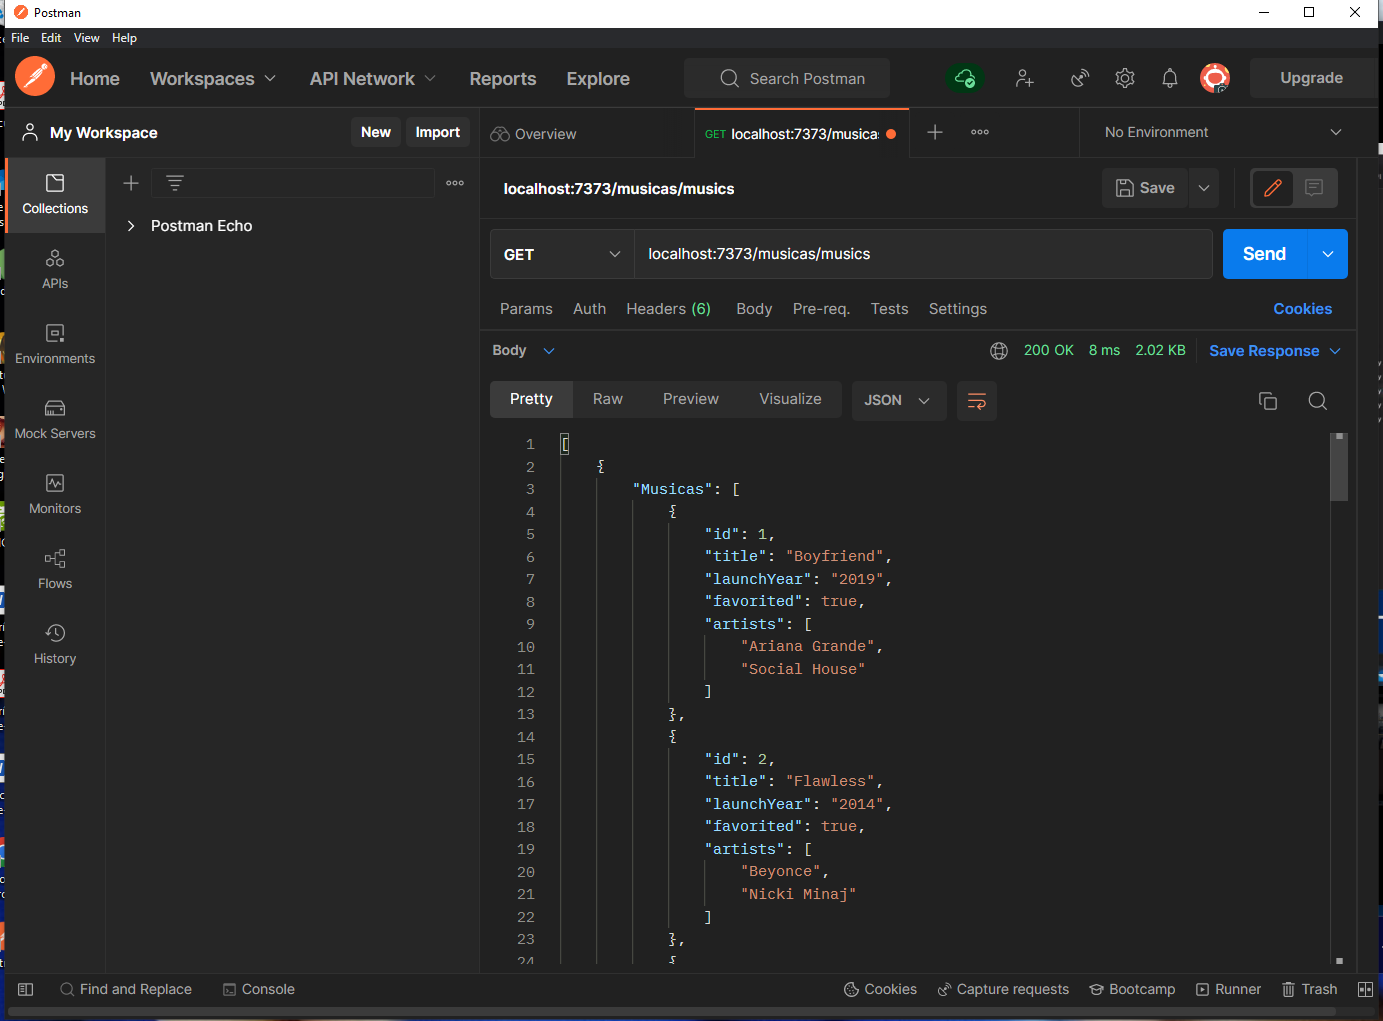 Postman
File Edit View Help
Home Workspaces API Network Reports Explore Search Postman Upgrade
My Workspace New Import Overview GET localhost:7373/musicas No Environment
Collections
APIs
Environments
Mock Servers
Monitors
Flows
History
Postman Echo
localhost:7373/musicas/musics Save
GET localhost:7373/musicas/musics Send
Params Auth Headers (6) Body Pre-req. Tests Settings Cookies
Body 200 OK 8 ms 2.02 KB Save Response
Pretty Raw Preview Visualize JSON
1 [
2 {
3 "Musicas": [
4 {
5 "id": 1,
6 "title": "Boyfriend",
7 "launchYear": "2019",
8 "favorited": true,
9 "artists": [
10 "Ariana Grande",
11 "Social House"
12 ]
13 },
14 {
15 "id": 2,
16 "title": "Flawless",
17 "launchYear": "2014",
18 "favorited": true,
19 "artists": [
20 "Beyonce",
21 "Nicki Minaj"
22 ]
23 },
24 {
Find and Replace Console Cookies Capture requests Bootcamp Runner Trash